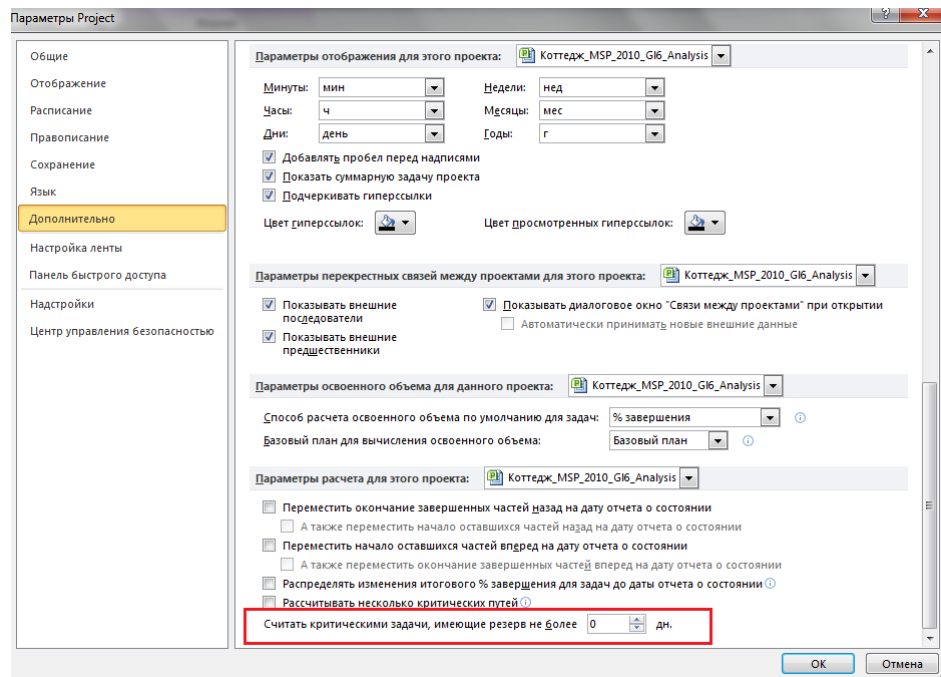 Параметры Project
Общие
Отображение
Расписание
Правописание
Сохранение
Язык
Дополнительно
Настройка ленты
Панель быстрого доступа
Надстройки
Центр управления безопасностью
Параметры отображения для этого проекта: Коттедж_MSP_2010_Gl6_Analysis
Минуты: мин Недели: нед
Часы: ч Месяцы: мес
Дни: день Годы: г
Добавлять пробел перед надписями
Показать суммарную задачу проекта
Подчеркивать гиперссылки
Цвет гиперссылок: Цвет просмотренных гиперссылок:
Параметры перекрестных связей между проектами для этого проекта: Коттедж_MSP_2010_Gl6_Analysis
Показывать внешние
последователи
Показывать внешние
предшественники
Показывать диалоговое окно "Связи между проектами" при открытии
Автоматически принимать новые внешние данные
Параметры освоенного объема для данного проекта: Коттедж_MSP_2010_Gl6_Analysis
Способ расчета освоенного объема по умолчанию для задач: % завершения
Базовый план для вычисления освоенного объема: Базовый план
Параметры расчета для этого проекта: Коттедж_MSP_2010_Gl6_Analysis
Переместить окончание завершенных частей назад на дату отчета о состоянии
А также переместить начало оставшихся частей назад на дату отчета о состоянии
Переместить начало оставшихся частей вперед на дату отчета о состоянии
А также переместить окончание завершенных частей вперед на дату отчета о состоянии
Распределять изменения итогового % завершения для задач до даты отчета о состоянии
Рассчитывать несколько критических путей
Считать критическими задачи, имеющие резерв не более 0 дн.
ОК Отмена